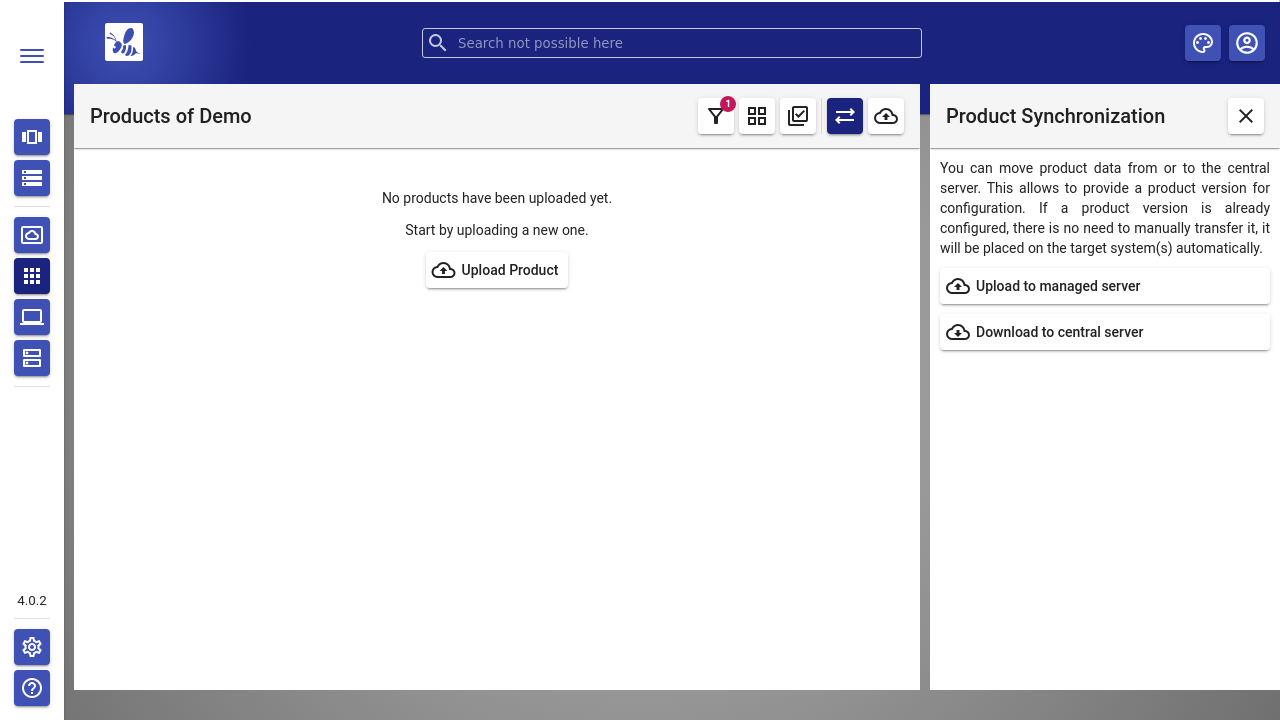 Search not possible here
Products of Demo
1
Product Synchronization
No products have been uploaded yet.
Start by uploading a new one.
Upload Product
You can move product data from or to the central
server. This allows to provide a product version for
configuration. If a product version is already
configured, there is no need to manually transfer it, it
will be placed on the target system(s) automatically.
Upload to managed server
Download to central server
4.0.2